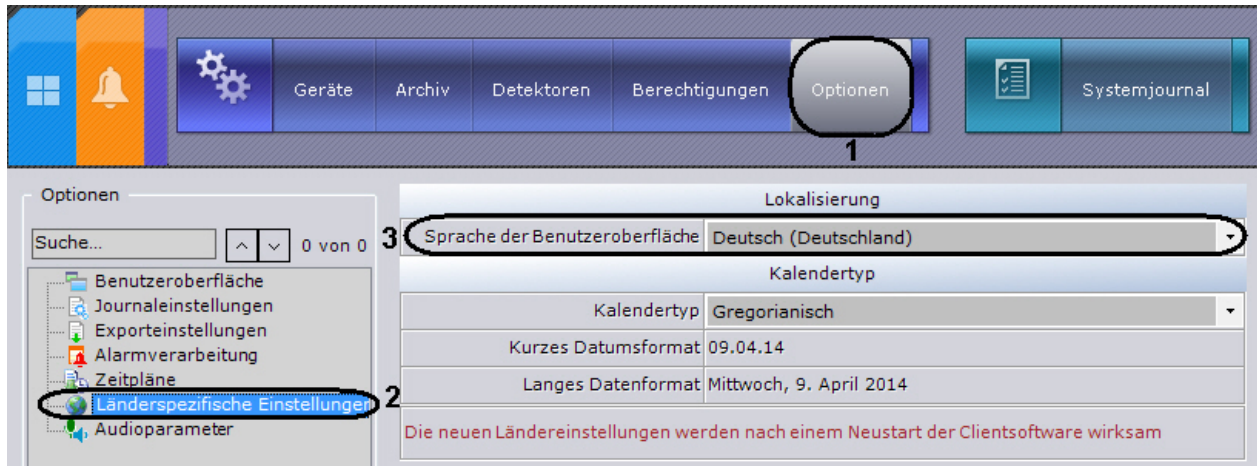 Geräte Archiv Detektoren Berechtigungen Optionen Systemjournal
1
Optionen
Suche... 0 von 0
Benutzeroberfläche
Journaleinstellungen
Exporteinstellungen
Alarmverarbeitung
Zeitpläne
Länderspezifische Einstellungen
2
Audioparameter
Lokalisierung
3
Sprache der Benutzeroberfläche Deutsch (Deutschland)
Kalendertyp
Kalendertyp Gregorianisch
Kurzes Datumsformat 09.04.14
Langes Datenformat Mittwoch, 9. April 2014
Die neuen Ländereinstellungen werden nach einem Neustart der Clientsoftware wirksam